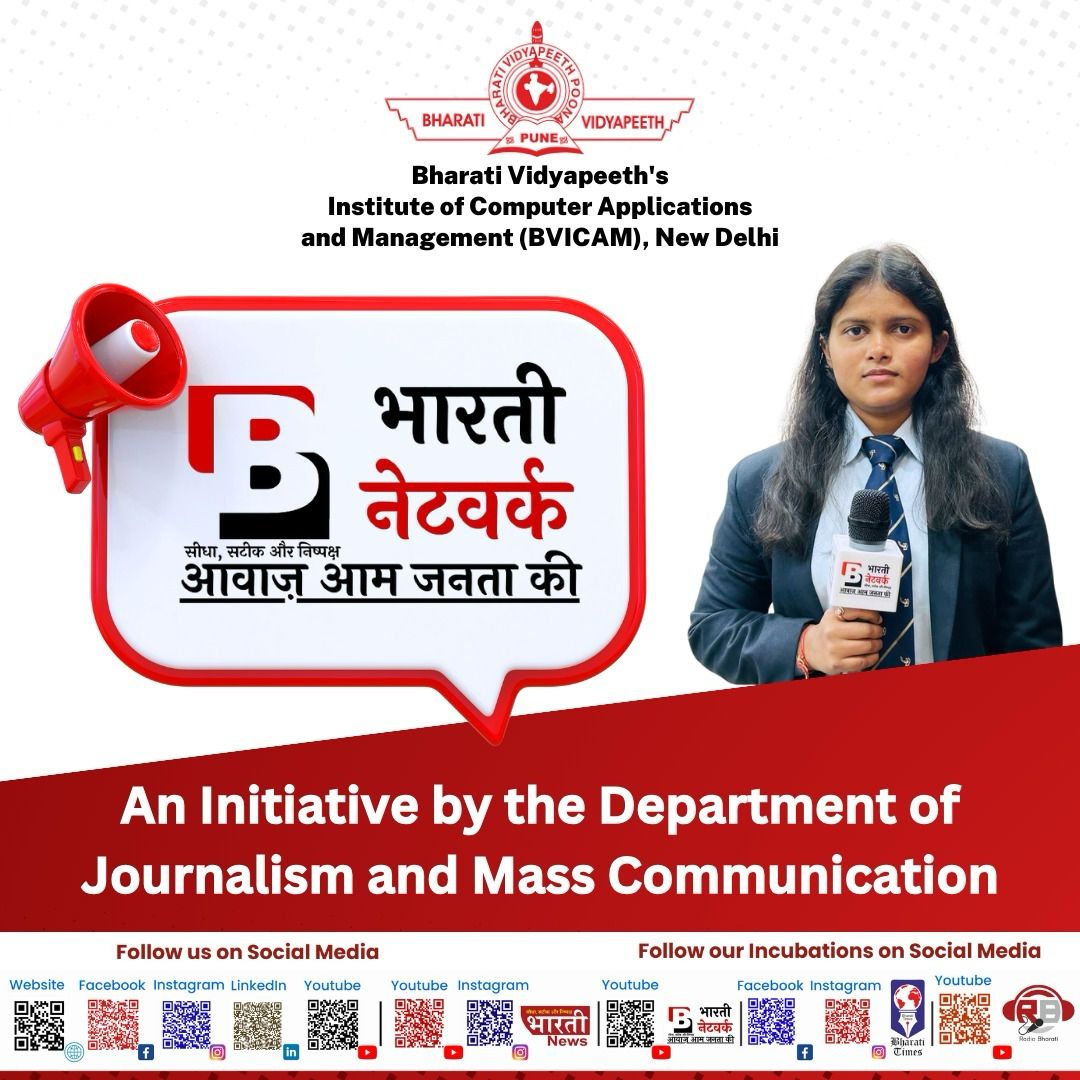 BHARATI VIDYAPEETH POONA
BHARATI VIDYAPEETH
PUNE
Bharati Vidyapeeth's
Institute of Computer Applications
and Management (BVICAM), New Delhi
B भारती
नेटवर्क
सीधा, सटीक और निष्पक्ष
आवाज़ आम जनता की
B भारती
नेटवर्क
आवाज़ आम जनता की
An Initiative by the Department of
Journalism and Mass Communication
Follow us on Social Media
Follow our Incubations on Social Media
Website Facebook Instagram LinkedIn Youtube Youtube Instagram Youtube Facebook Instagram Youtube
भारती
News
B भारती
नेटवर्क
आवाज़ आम जनता की
Bharati
Times
RB
Radio Bharati